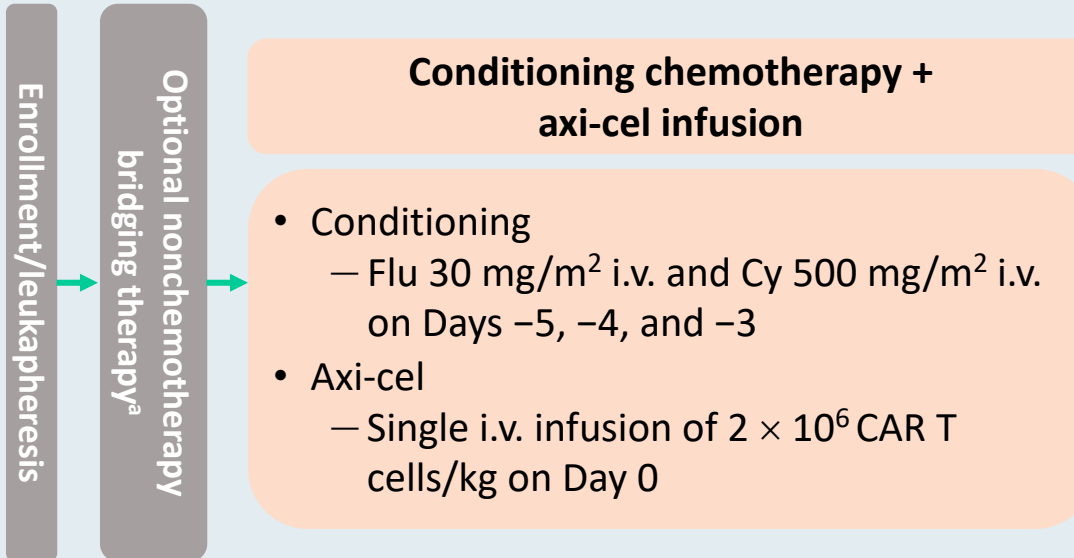 Enrollment/leukapheresis
Optional nonchemotherapy
bridging therapyᵃ
Conditioning chemotherapy +
axi-cel infusion
• Conditioning
— Flu 30 mg/m² i.v. and Cy 500 mg/m² i.v.
on Days −5, −4, and −3
• Axi-cel
— Single i.v. infusion of 2 × 10⁶ CAR T
cells/kg on Day 0